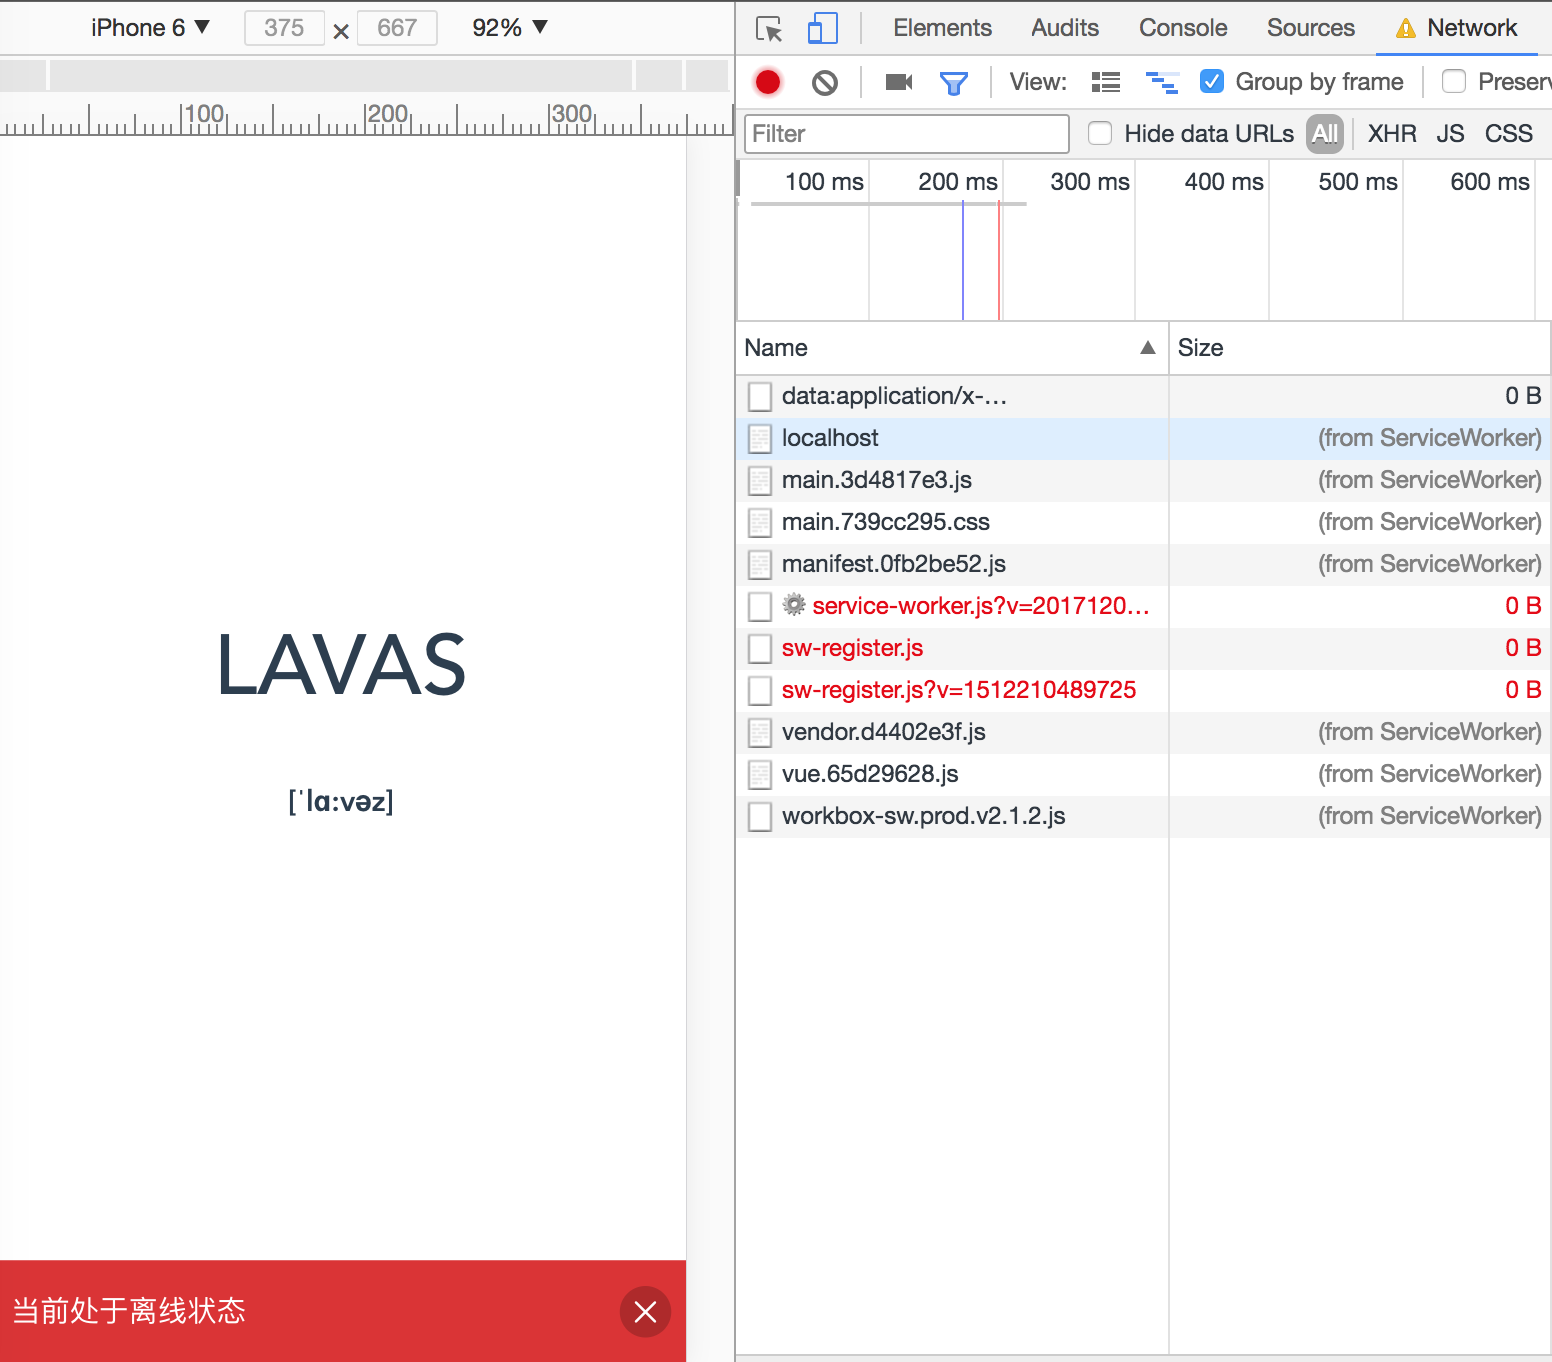 iPhone 6 ▼ 375 × 667 92% ▼
100 200 300
LAVAS
[ˈlɑ:vəz]
当前处于离线状态
Elements Audits Console Sources Network
View: Group by frame Preserv
Filter Hide data URLs All XHR JS CSS
100 ms 200 ms 300 ms 400 ms 500 ms 600 ms
Name ▲ Size
data:application/x-… 0 B
localhost (from ServiceWorker)
main.3d4817e3.js (from ServiceWorker)
main.739cc295.css (from ServiceWorker)
manifest.0fb2be52.js (from ServiceWorker)
service-worker.js?v=2017120… 0 B
sw-register.js 0 B
sw-register.js?v=1512210489725 0 B
vendor.d4402e3f.js (from ServiceWorker)
vue.65d29628.js (from ServiceWorker)
workbox-sw.prod.v2.1.2.js (from ServiceWorker)